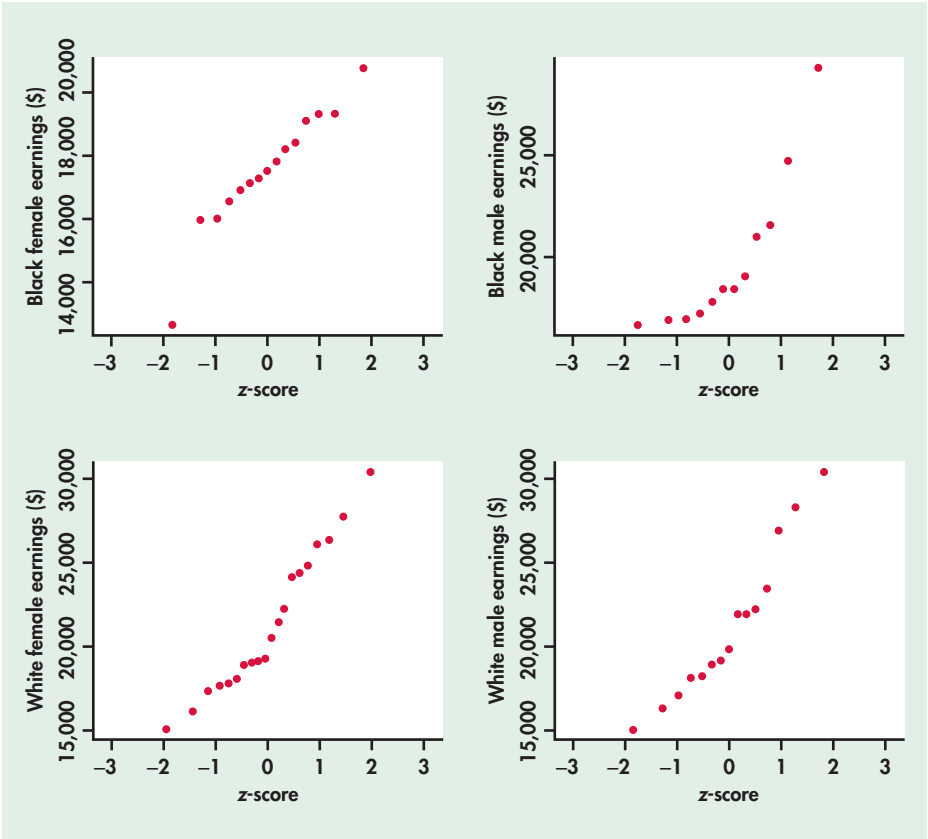 Black female earnings ($)
20,000
18,000
16,000
14,000
−3 −2 −1 0 1 2 3
z-score
Black male earnings ($)
25,000
20,000
−3 −2 −1 0 1 2 3
z-score
White female earnings ($)
30,000
25,000
20,000
15,000
−3 −2 −1 0 1 2 3
z-score
White male earnings ($)
30,000
25,000
20,000
15,000
−3 −2 −1 0 1 2 3
z-score